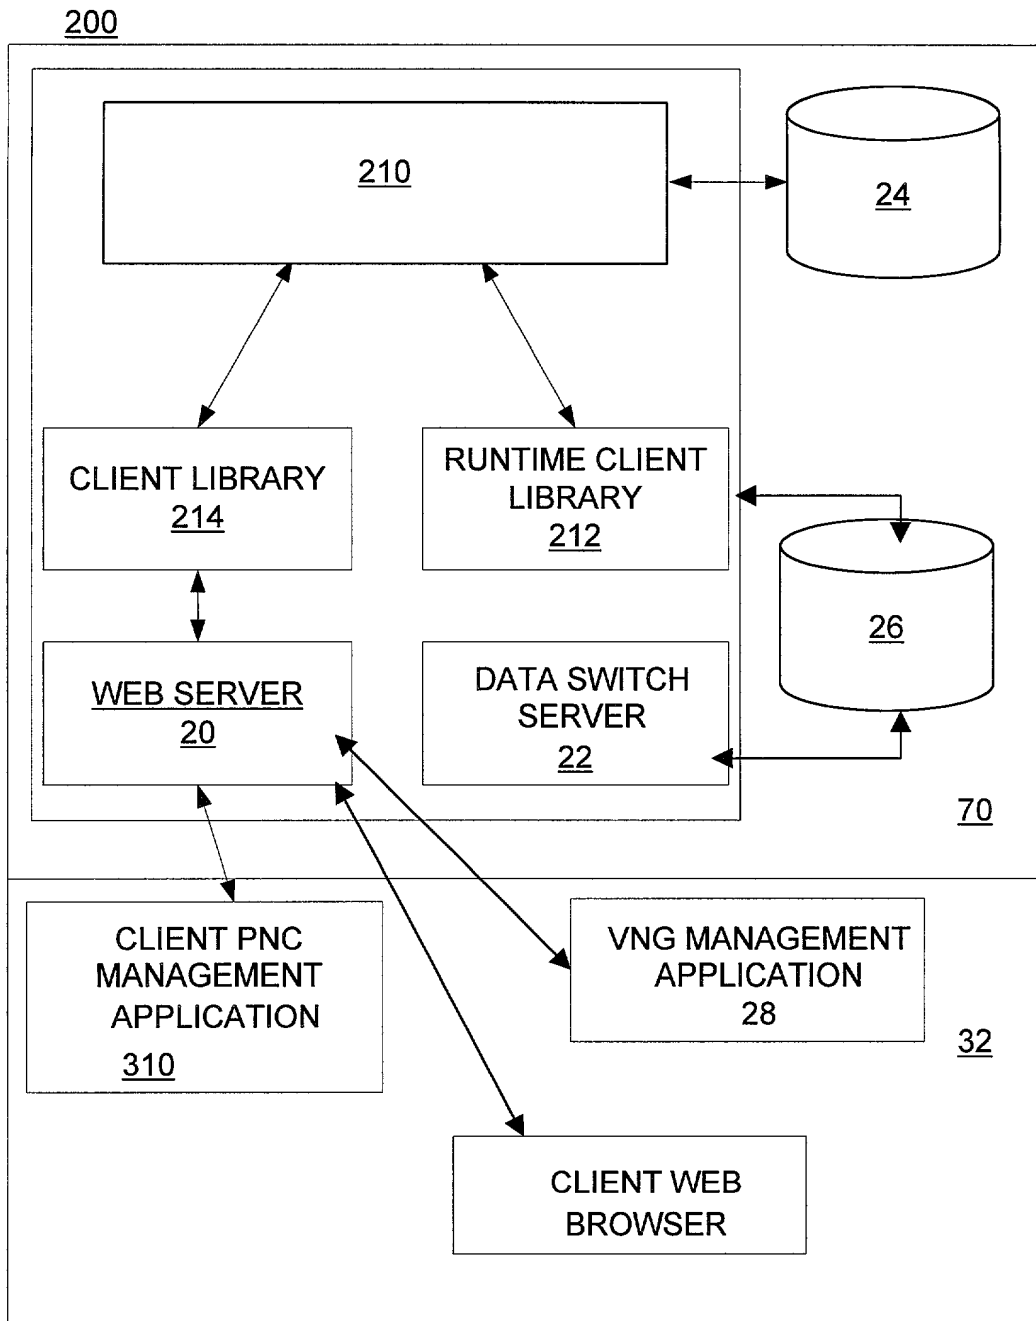 200
210
24
CLIENT LIBRARY
214
RUNTIME CLIENT
LIBRARY
212
26
WEB SERVER
20
DATA SWITCH
SERVER
22
70
CLIENT PNC
MANAGEMENT
APPLICATION
310
VNG MANAGEMENT
APPLICATION
28
32
CLIENT WEB
BROWSER